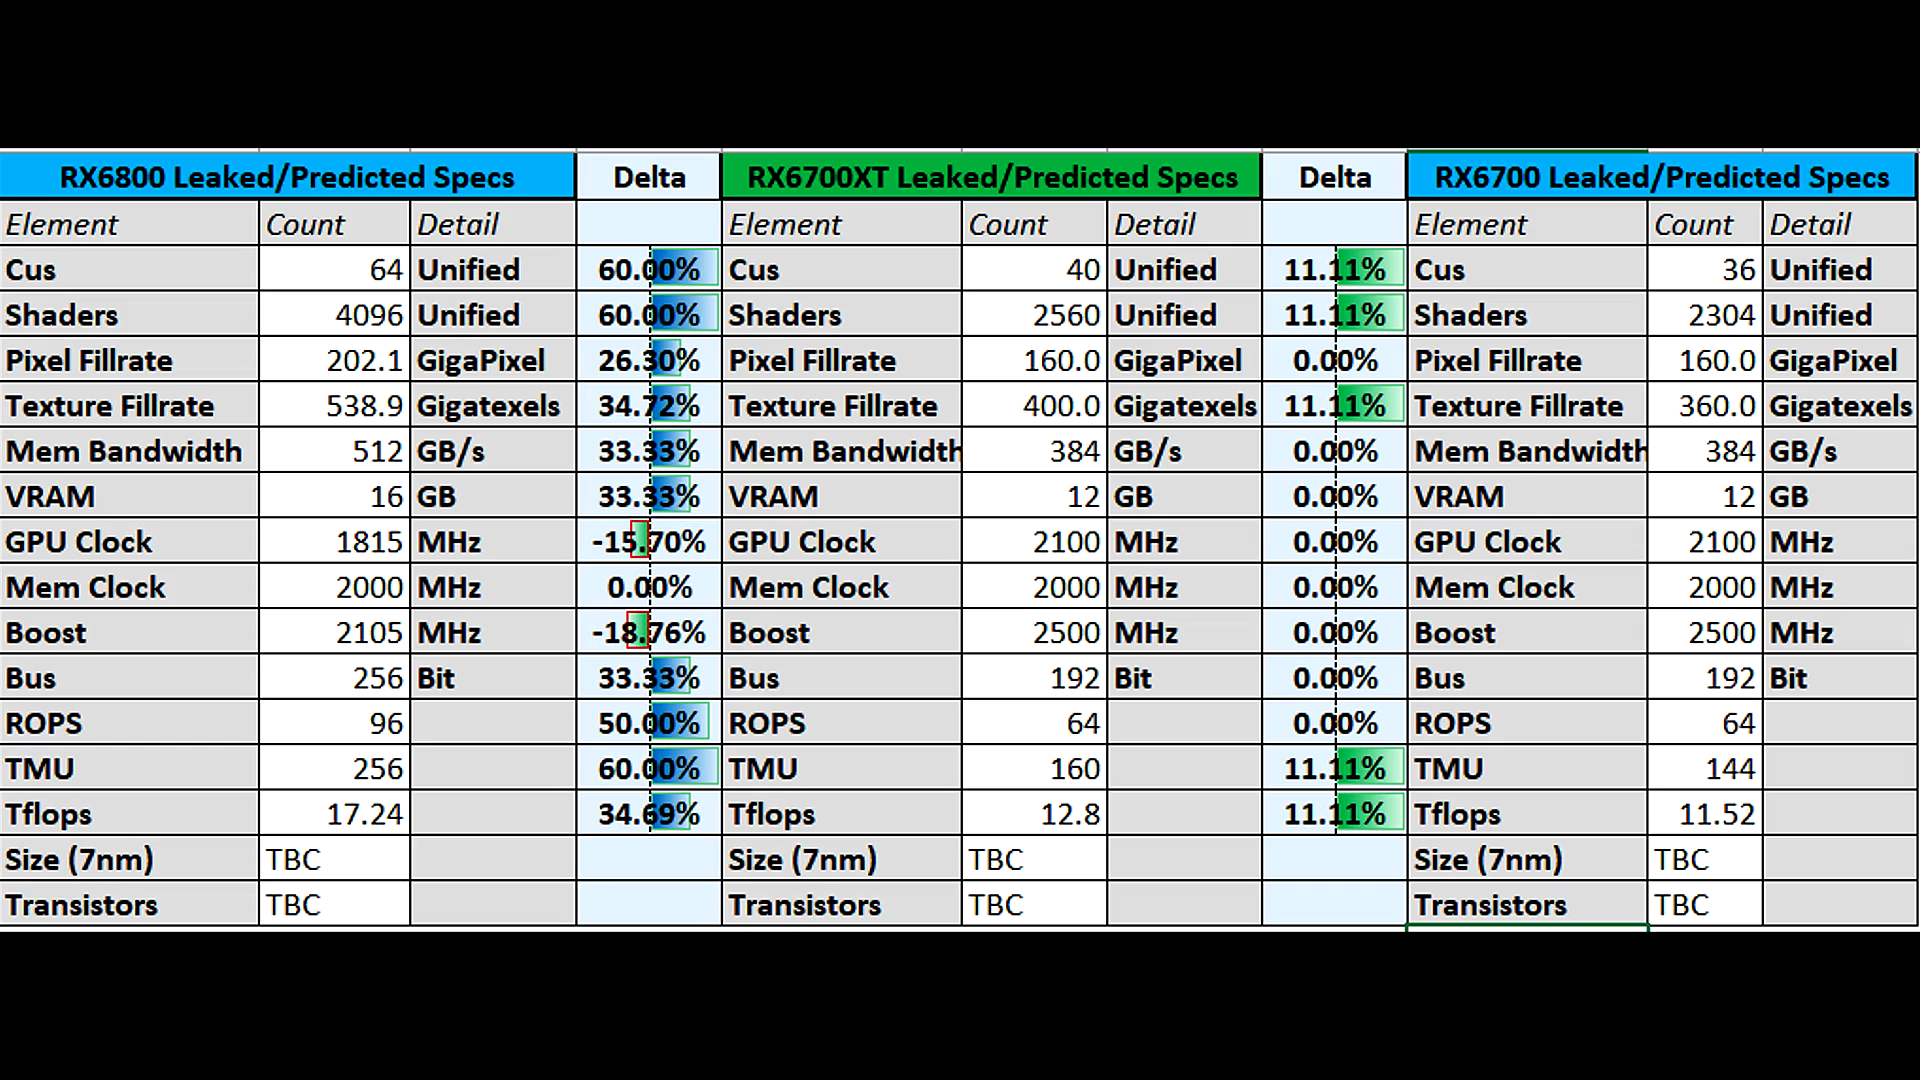 RX6800 Leaked/Predicted Specs Delta RX6700XT Leaked/Predicted Specs Delta RX6700 Leaked/Predicted Specs
Element Count Detail Element Count Detail Element Count Detail
Cus 64 Unified 60.00% Cus 40 Unified 11.11% Cus 36 Unified
Shaders 4096 Unified 60.00% Shaders 2560 Unified 11.11% Shaders 2304 Unified
Pixel Fillrate 202.1 GigaPixel 26.30% Pixel Fillrate 160.0 GigaPixel 0.00% Pixel Fillrate 160.0 GigaPixel
Texture Fillrate 538.9 Gigatexels 34.72% Texture Fillrate 400.0 Gigatexels 11.11% Texture Fillrate 360.0 Gigatexels
Mem Bandwidth 512 GB/s 33.33% Mem Bandwidth 384 GB/s 0.00% Mem Bandwidth 384 GB/s
VRAM 16 GB 33.33% VRAM 12 GB 0.00% VRAM 12 GB
GPU Clock 1815 MHz -15.70% GPU Clock 2100 MHz 0.00% GPU Clock 2100 MHz
Mem Clock 2000 MHz 0.00% Mem Clock 2000 MHz 0.00% Mem Clock 2000 MHz
Boost 2105 MHz -18.76% Boost 2500 MHz 0.00% Boost 2500 MHz
Bus 256 Bit 33.33% Bus 192 Bit 0.00% Bus 192 Bit
ROPS 96 50.00% ROPS 64 0.00% ROPS 64
TMU 256 60.00% TMU 160 11.11% TMU 144
Tflops 17.24 34.69% Tflops 12.8 11.11% Tflops 11.52
Size (7nm) TBC Size (7nm) TBC Size (7nm) TBC
Transistors TBC Transistors TBC Transistors TBC